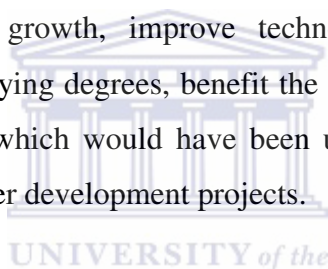 growth, improve techn
ying degrees, benefit the
which would have been u
er development projects.
UNIVERSITY of the